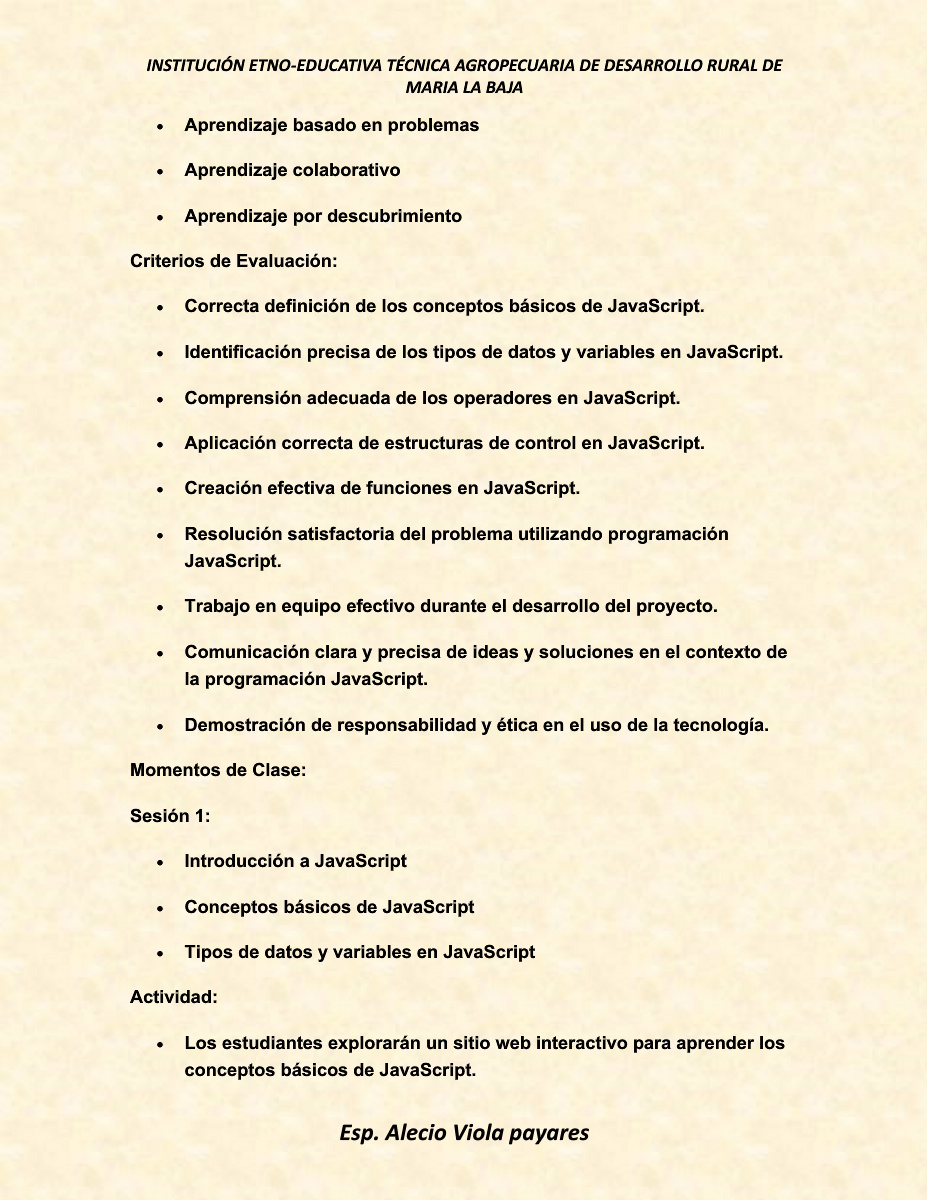 INSTITUCIÓN ETNO-EDUCATIVA TÉCNICA AGROPECUARIA DE DESARROLLO RURAL DE
MARIA LA BAJA
• Aprendizaje basado en problemas
• Aprendizaje colaborativo
• Aprendizaje por descubrimiento
Criterios de Evaluación:
• Correcta definición de los conceptos básicos de JavaScript.
• Identificación precisa de los tipos de datos y variables en JavaScript.
• Comprensión adecuada de los operadores en JavaScript.
• Aplicación correcta de estructuras de control en JavaScript.
• Creación efectiva de funciones en JavaScript.
• Resolución satisfactoria del problema utilizando programación
JavaScript.
• Trabajo en equipo efectivo durante el desarrollo del proyecto.
• Comunicación clara y precisa de ideas y soluciones en el contexto de
la programación JavaScript.
• Demostración de responsabilidad y ética en el uso de la tecnología.
Momentos de Clase:
Sesión 1:
• Introducción a JavaScript
• Conceptos básicos de JavaScript
• Tipos de datos y variables en JavaScript
Actividad:
• Los estudiantes explorarán un sitio web interactivo para aprender los
conceptos básicos de JavaScript.
Esp. Alecio Viola payares